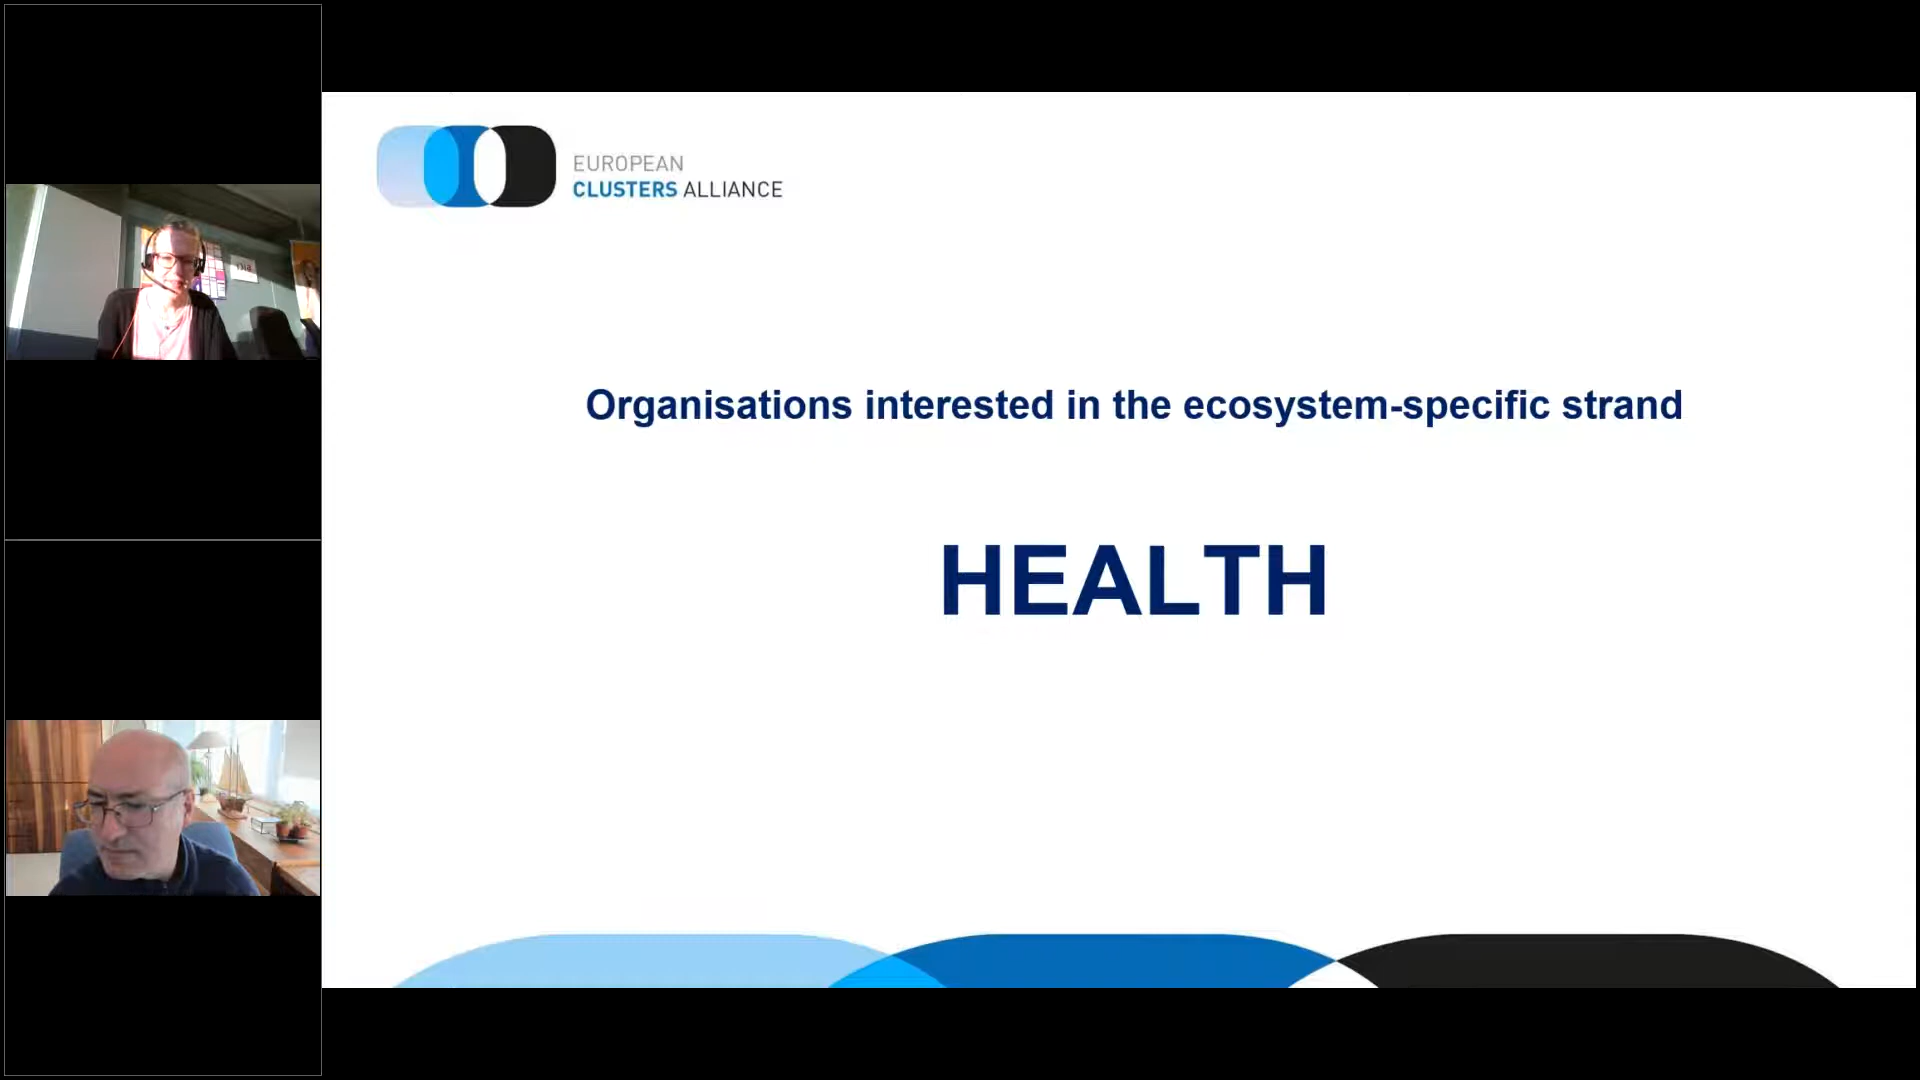 EUROPEAN
CLUSTERS ALLIANCE
Organisations interested in the ecosystem-specific strand
HEALTH